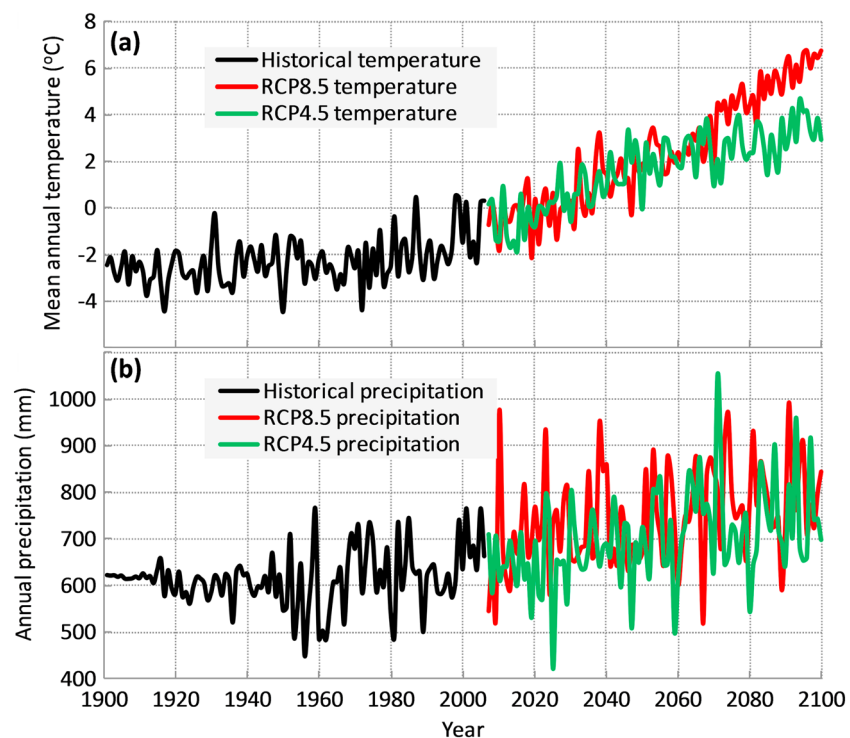 (a)
Historical temperature
RCP8.5 temperature
RCP4.5 temperature
Mean annual temperature (°C)
8
6
4
2
0
-2
-4
(b)
Historical precipitation
RCP8.5 precipitation
RCP4.5 precipitation
Annual precipitation (mm)
1000
900
800
700
600
500
400
1900 1920 1940 1960 1980 2000 2020 2040 2060 2080 2100
Year